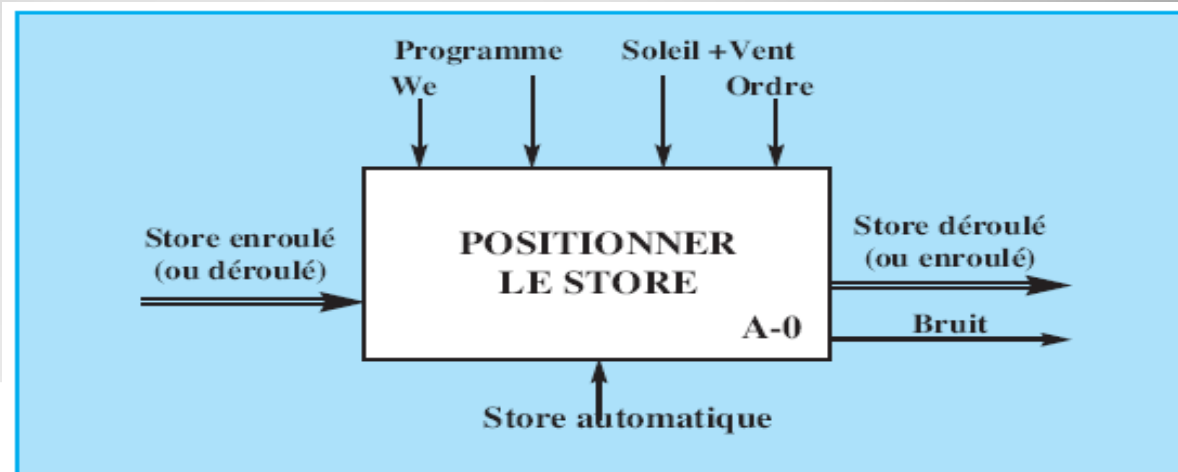 Programme
Soleil +Vent
We
Ordre
Store enroulé
(ou déroulé)
POSITIONNER
LE STORE
A-0
Store déroulé
(ou enroulé)
Bruit
Store automatique